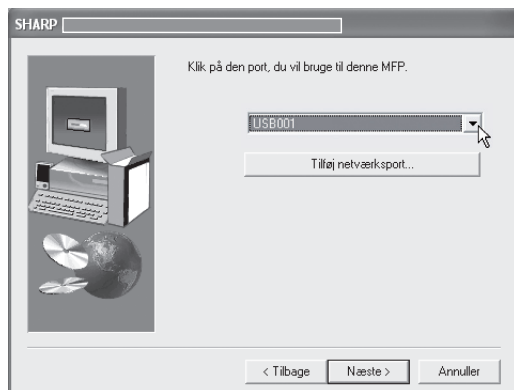 SHARP
Klik på den port, du vil bruge til denne MFP.
USB001
Tilføj netværksport...
< Tilbage
Næste >
Annuller